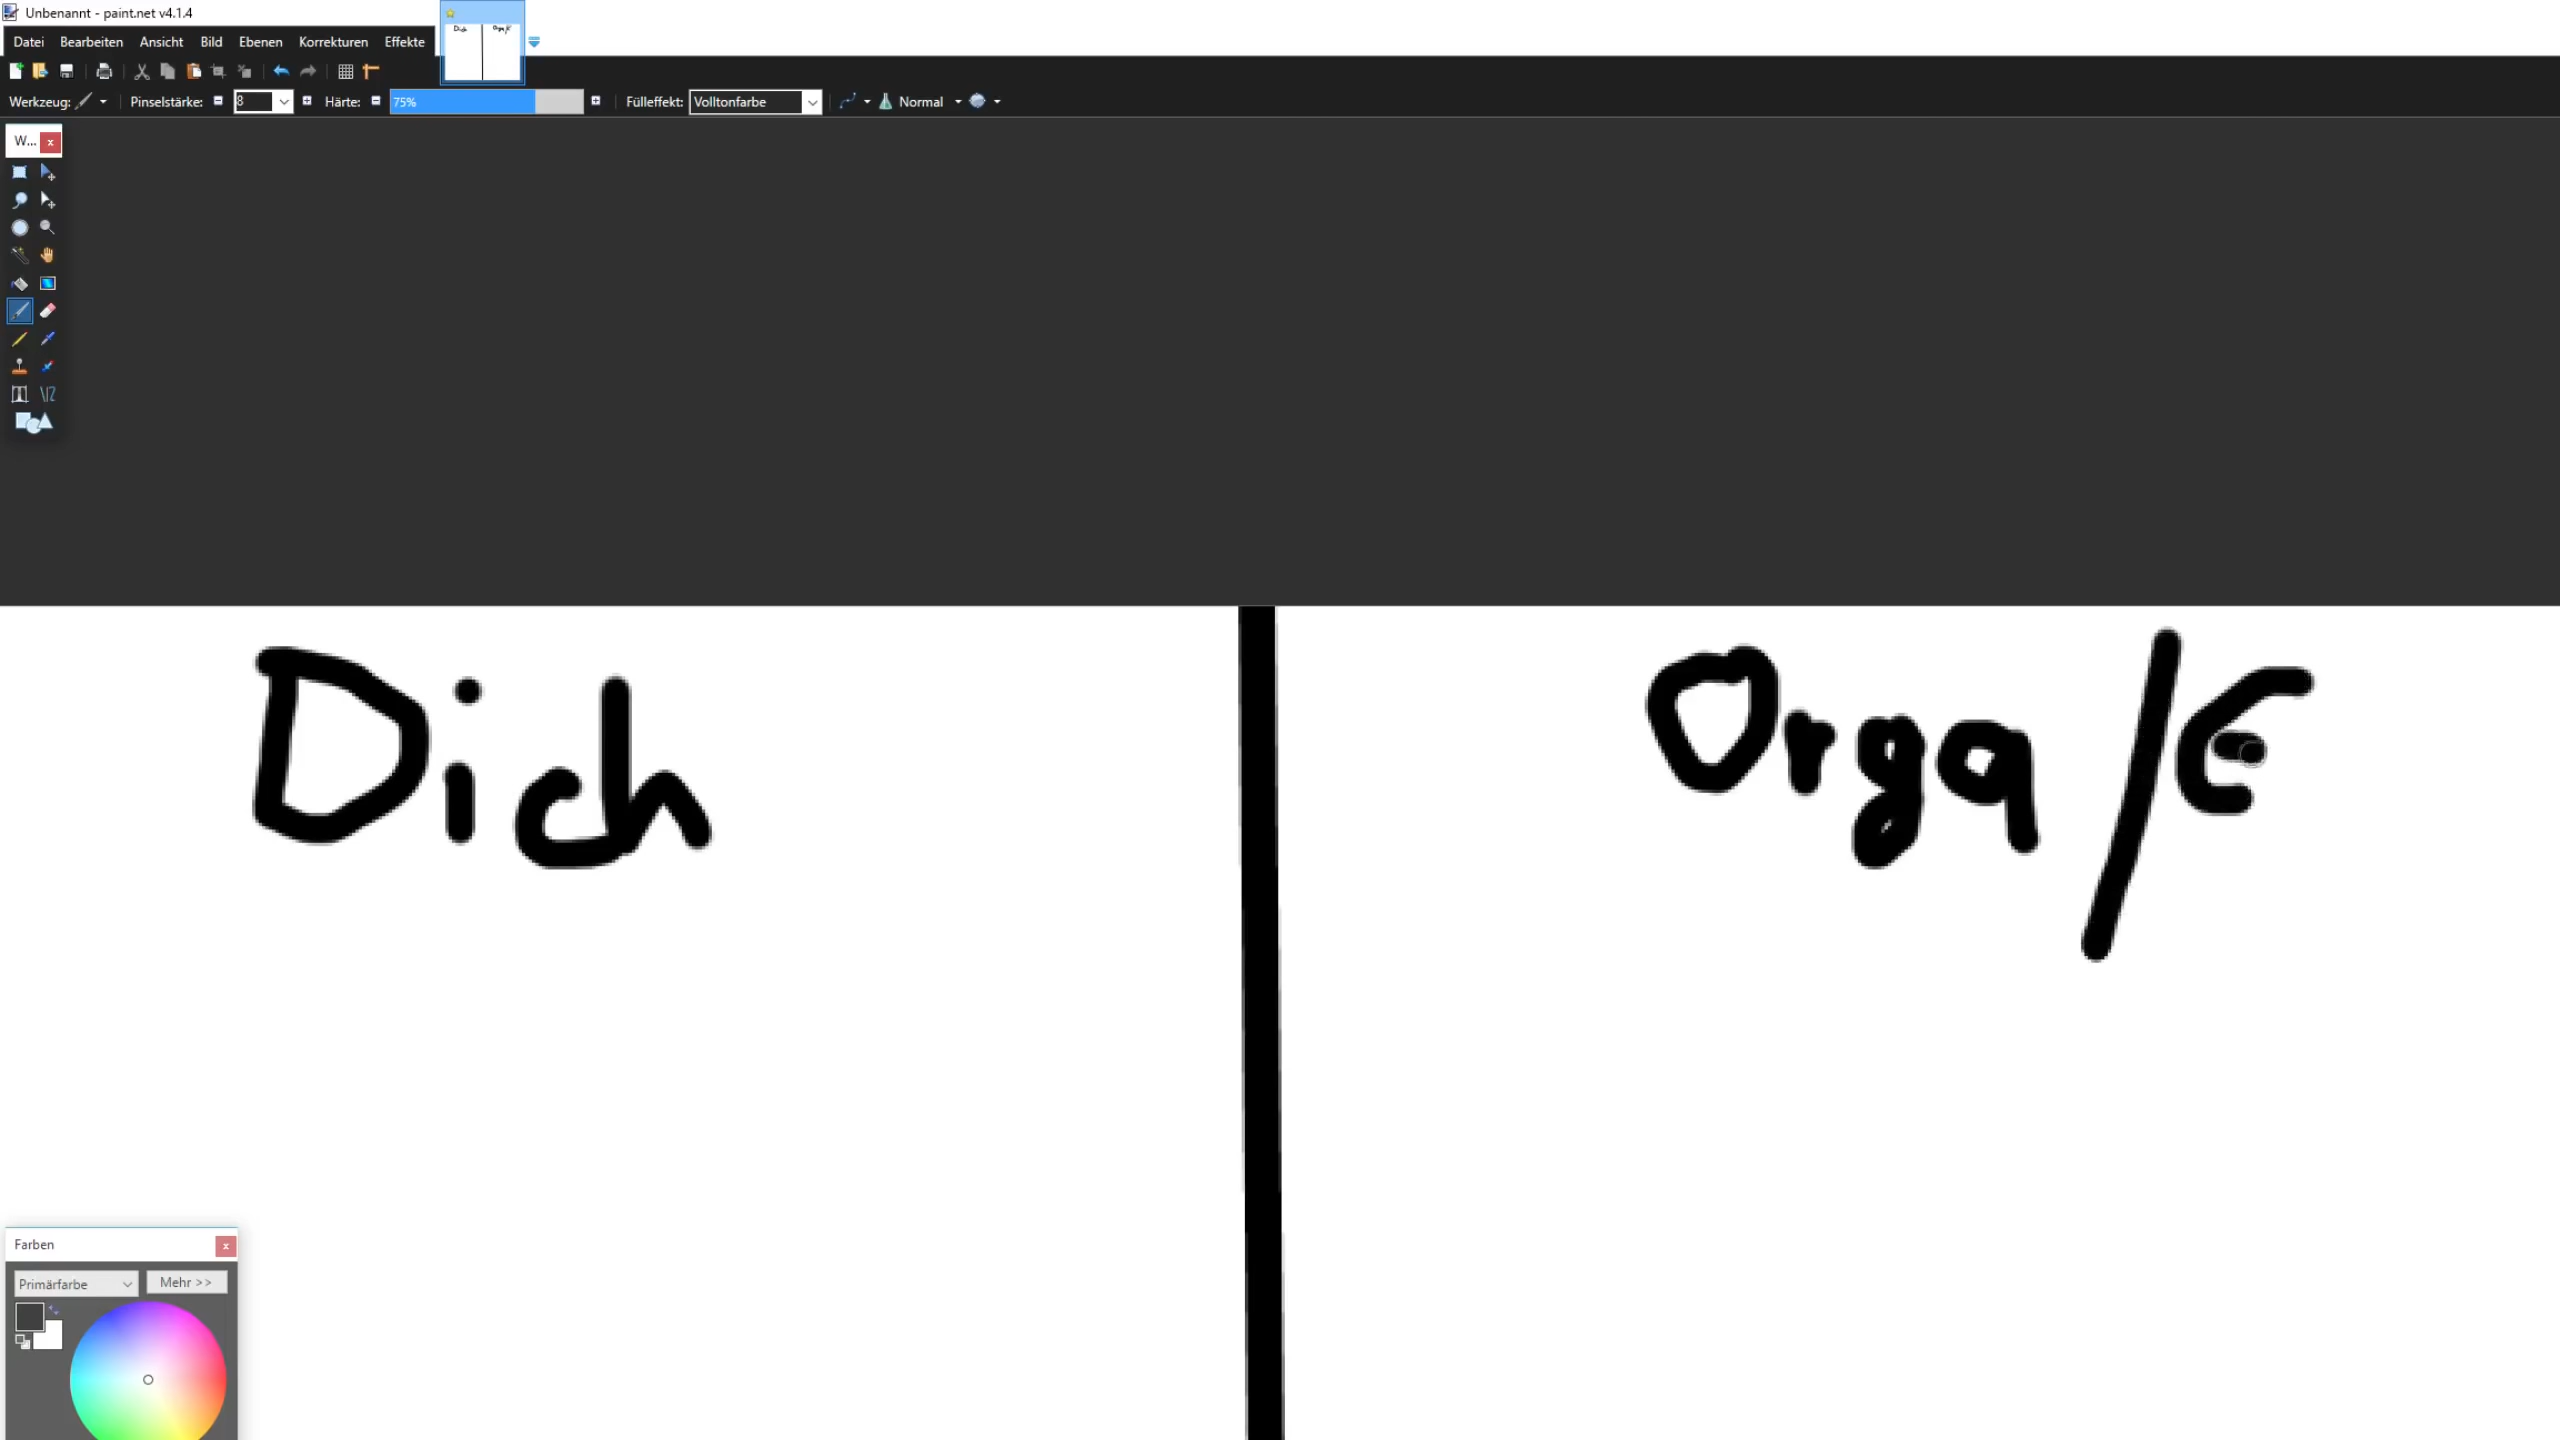 Unbenannt - paint.net v4.1.4
Datei Bearbeiten Ansicht Bild Ebenen Korrekturen Effekte
Werkzeug: Pinselstärke: 8 Härte: 75% Fülleffekt: Volltonfarbe Normal
W...
Dich
Orga/E
Farben
Primärfarbe Mehr >>